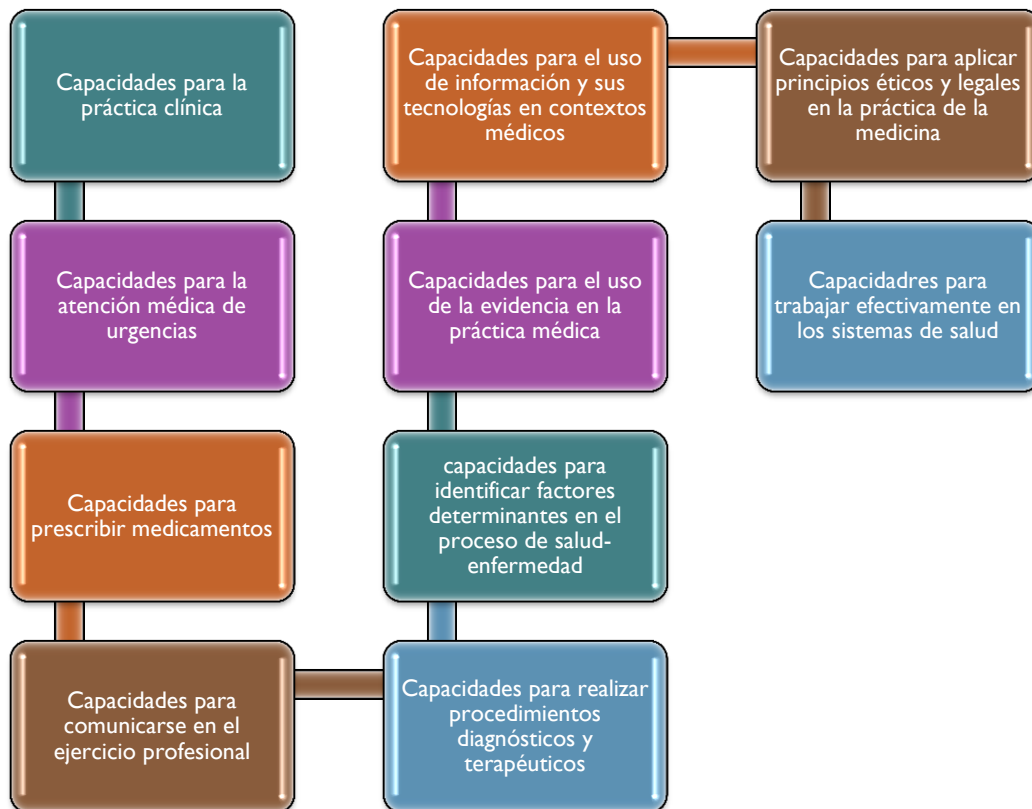 Capacidades para la
práctica clínica
Capacidades para la
atención médica de
urgencias
Capacidades para
prescribir medicamentos
Capacidades para
comunicarse en el
ejercicio profesional
Capacidades para realizar
procedimientos
diagnósticos y
terapéuticos
capacidades para
identificar factores
determinantes en el
proceso de salud-
enfermedad
Capacidades para el uso
de la evidencia en la
práctica médica
Capacidades para el uso
de información y sus
tecnologías en contextos
médicos
Capacidades para aplicar
principios éticos y legales
en la práctica de la
medicina
Capacidadres para
trabajar efectivamente en
los sistemas de salud